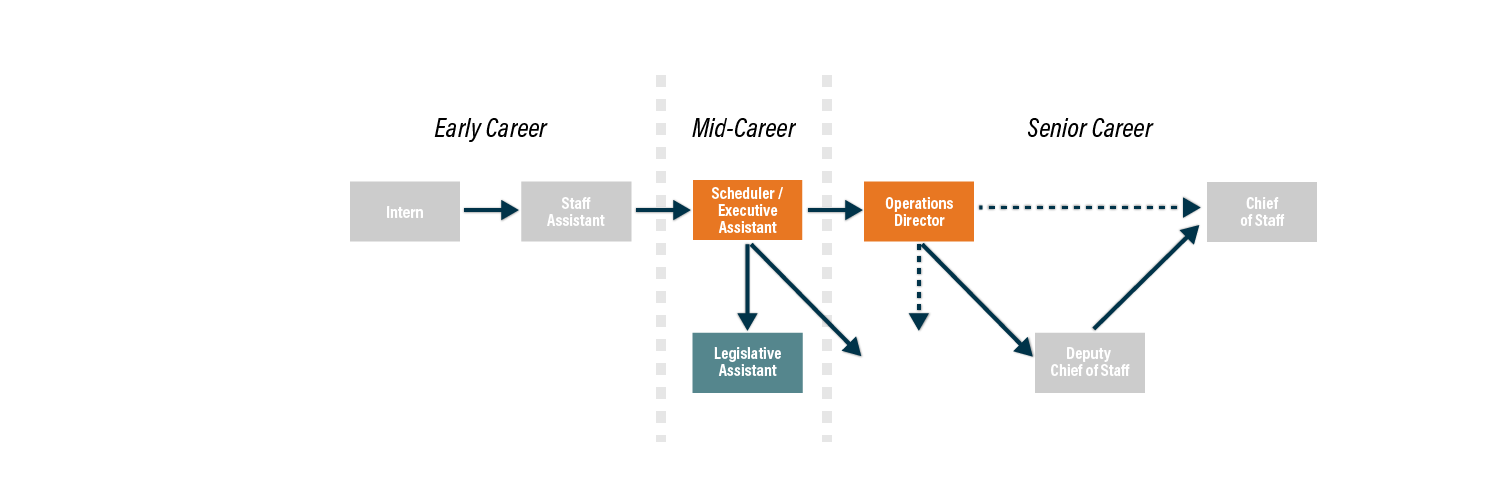 Early Career
Mid-Career
Senior Career
Intern
Staff
Assistant
Scheduler /
Executive
Assistant
Operations
Director
Chief
of Staff
Legislative
Assistant
Deputy
Chief of Staff